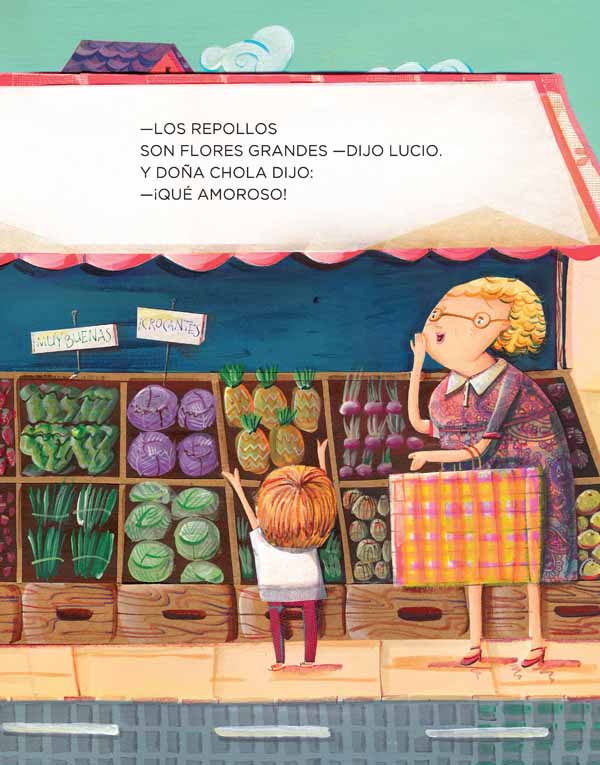 —LOS REPOLLOS
SON FLORES GRANDES —DIJO LUCIO.
Y DOÑA CHOLA DIJO:
—¡QUÉ AMOROSO!
MUY BUENAS
¡CROCANTES